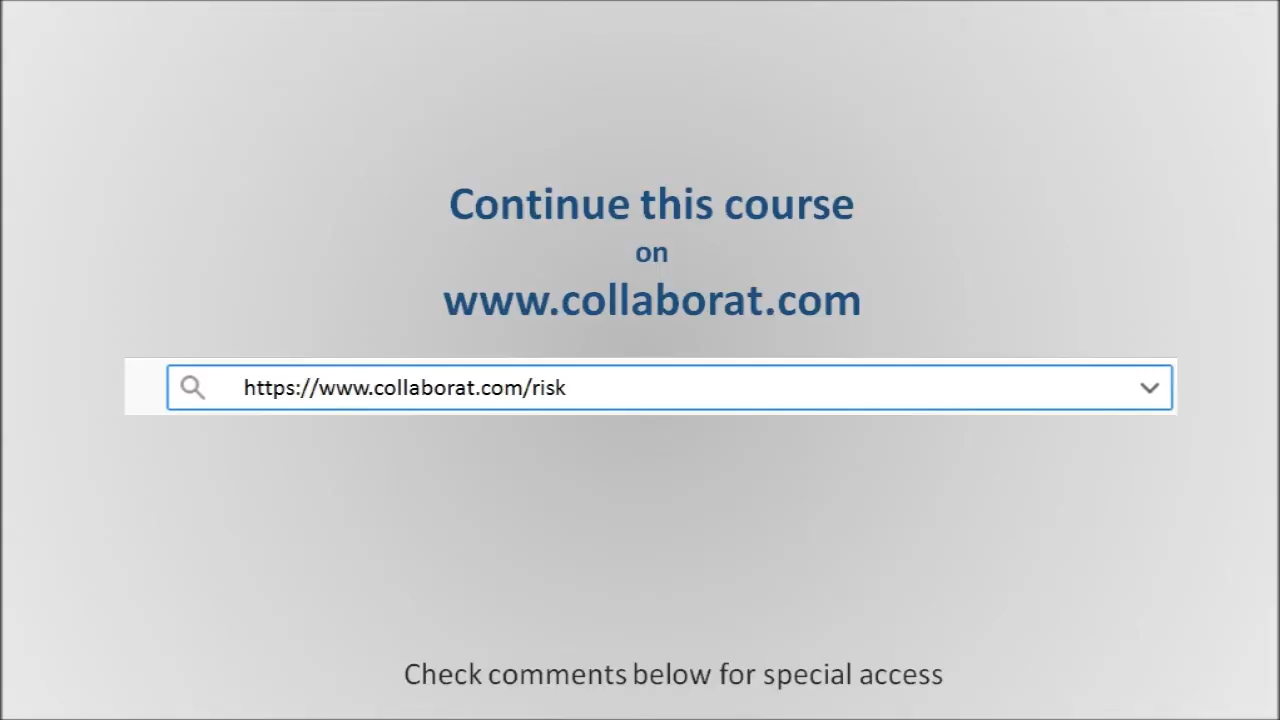 Continue this course
on
www.collaborat.com
https://www.collaborat.com/risk
Check comments below for special access